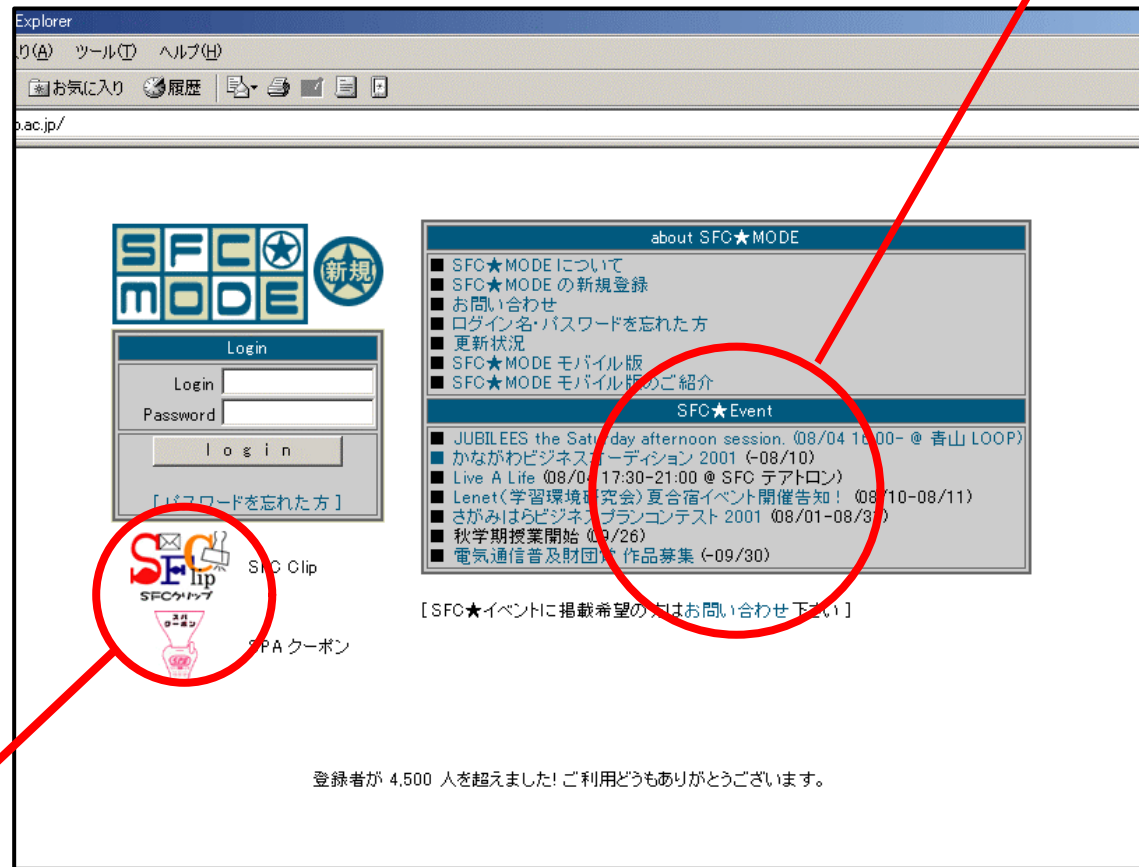 Explorer
り(A) ツール(T) ヘルプ(H)
お気に入り 履歴
o.ac.jp/
SFC★
MODE
新規
Login
Login
Password
login
[パスワードを忘れた方]
SFClip
SFCクリップ
SFC Clip
スパ
クーポン
SPA クーポン
about SFC★MODE
■ SFC★MODE について
■ SFC★MODE の新規登録
■ お問い合わせ
■ ログイン名・パスワードを忘れた方
■ 更新状況
■ SFC★MODE モバイル版
■ SFC★MODE モバイル版のご紹介
SFC★Event
■ JUBILEES the Saturday afternoon session. (08/04 16:00- @ 青山 LOOP)
■ かながわビジネスオーディション 2001 (-08/10)
■ Live A Life (08/04 17:30-21:00 @ SFC テアトロン)
■ Lenet(学習環境研究会) 夏合宿イベント開催告知! (08/10-08/11)
■ さがみはらビジネスプランコンテスト 2001 (08/01-08/31)
■ 秋学期授業開始 (09/26)
■ 電気通信普及財団賞 作品募集 (-09/30)
[SFC★イベントに掲載希望の方はお問い合わせ下さい]
登録者が 4,500 人を超えました! ご利用どうもありがとうございます。